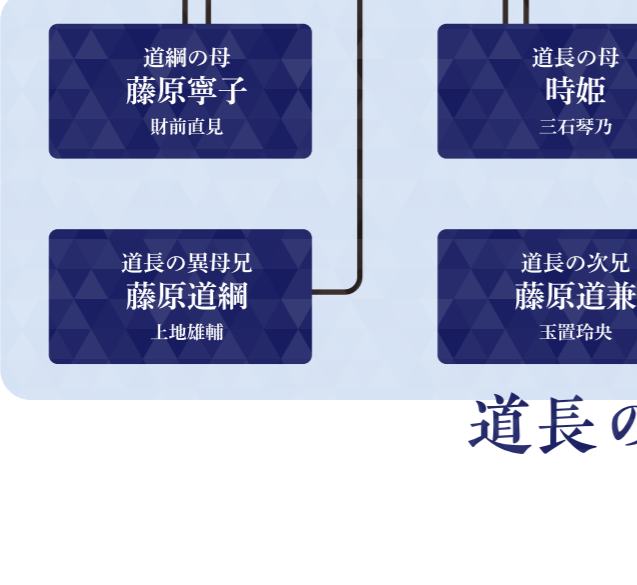 道綱の母
藤原寧子
財前直見
道長の母
時姫
三石琴乃
道長の異母兄
藤原道綱
上地雄輔
道長の次兄
藤原道兼
玉置玲央
道長の